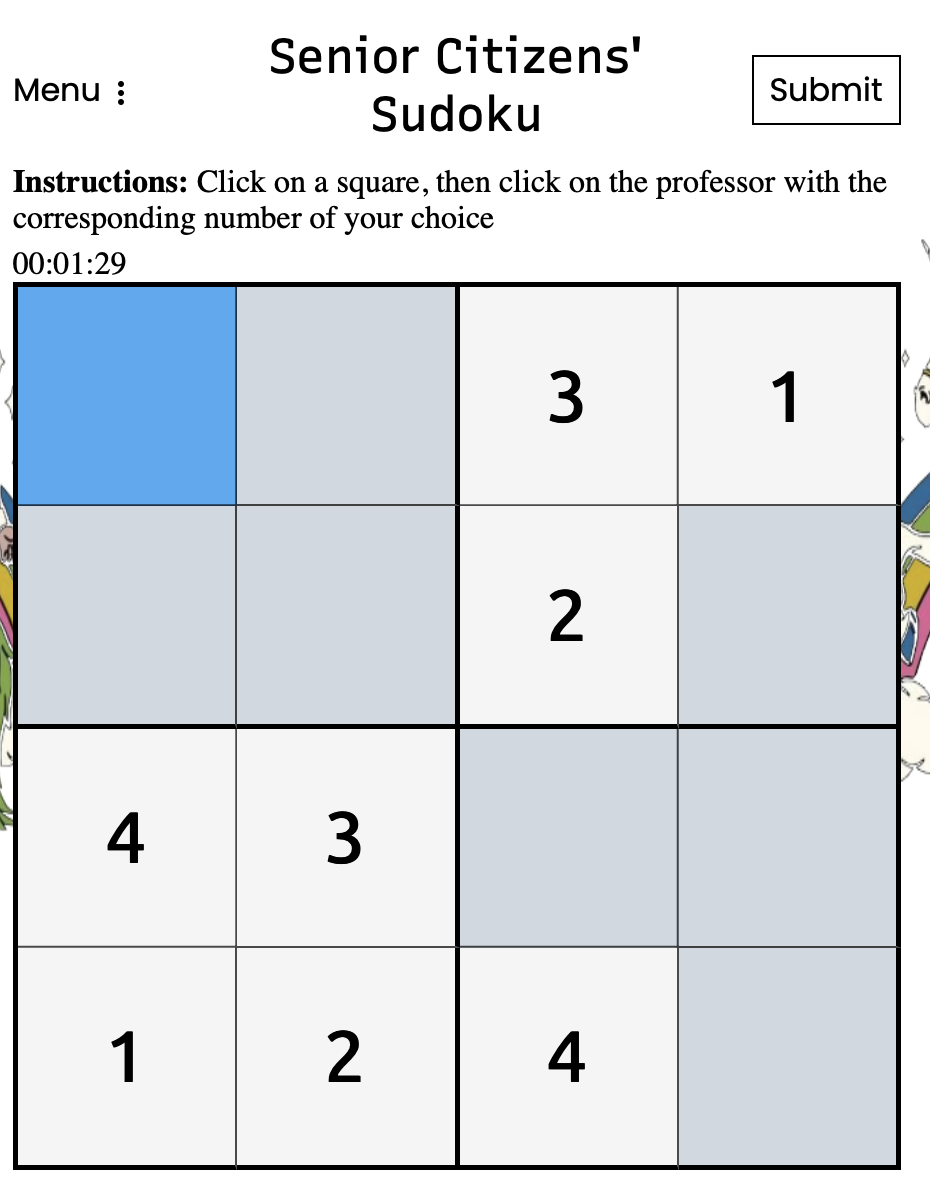 Senior Citizens'
Sudoku
Menu
Submit
Instructions: Click on a square, then click on the professor with the
corresponding number of your choice
00:01:29
3 1
2
4 3
1 2 4